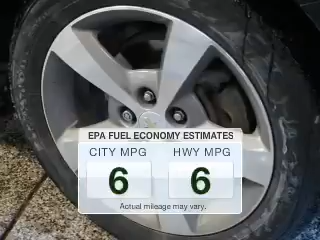 EPA FUEL ECONOMY ESTIMATES
CITY MPG HWY MPG
6 6
Actual mileage may vary.